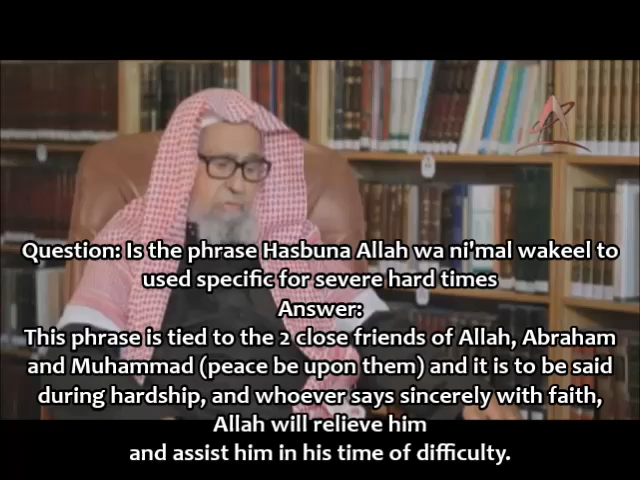 Question: Is the phrase Hasbuna Allah wa ni'mal wakeel to
used specific for severe hard times
Answer:
This phrase is tied to the 2 close friends of Allah, Abraham
and Muhammad (peace be upon them) and it is to be said
during hardship, and whoever says sincerely with faith,
Allah will relieve him
and assist him in his time of difficulty.